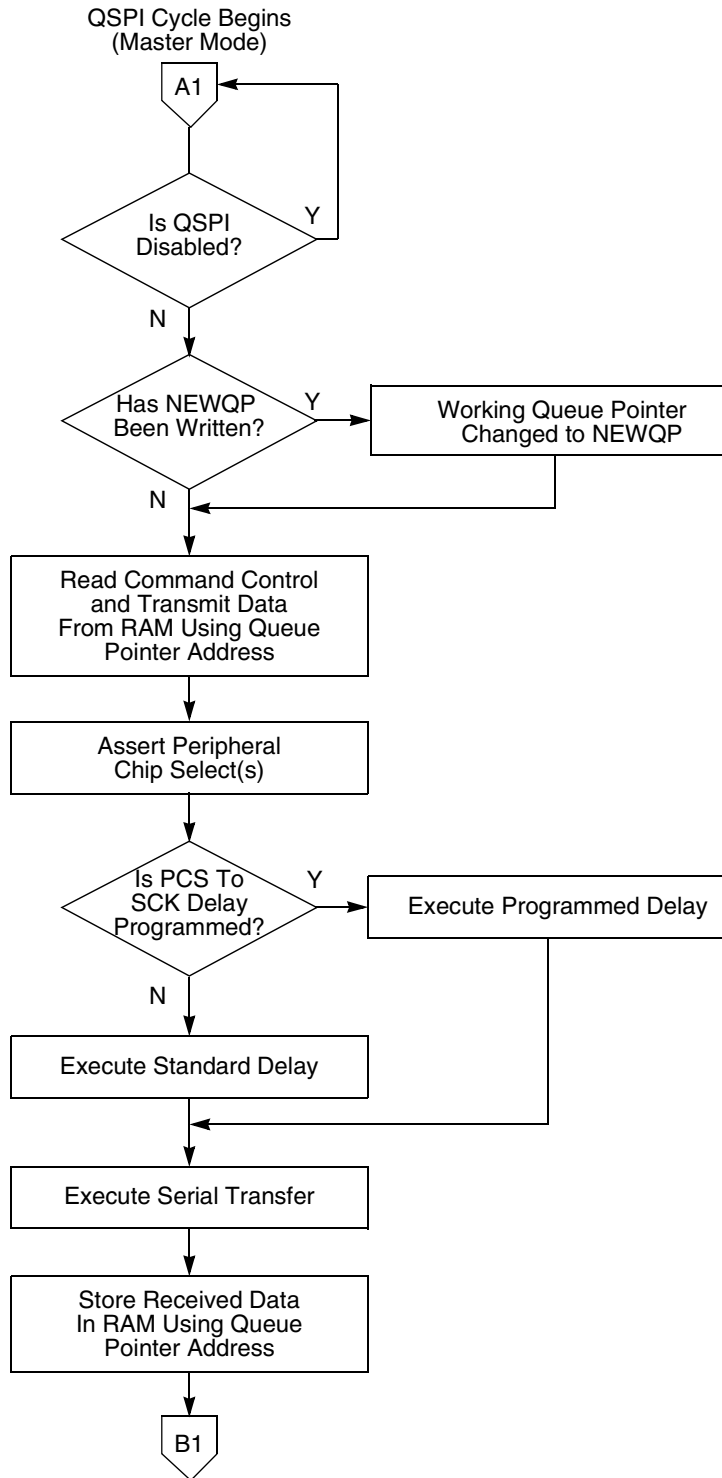 QSPI Cycle Begins
(Master Mode)
A1
Y
Is QSPI
Disabled?
N
Has NEWQP
Been Written?
Y
Working Queue Pointer
Changed to NEWQP
N
Read Command Control
and Transmit Data
From RAM Using Queue
Pointer Address
Assert Peripheral
Chip Select(s)
Is PCS To
SCK Delay
Programmed?
Y
Execute Programmed Delay
N
Execute Standard Delay
Execute Serial Transfer
Store Received Data
In RAM Using Queue
Pointer Address
B1